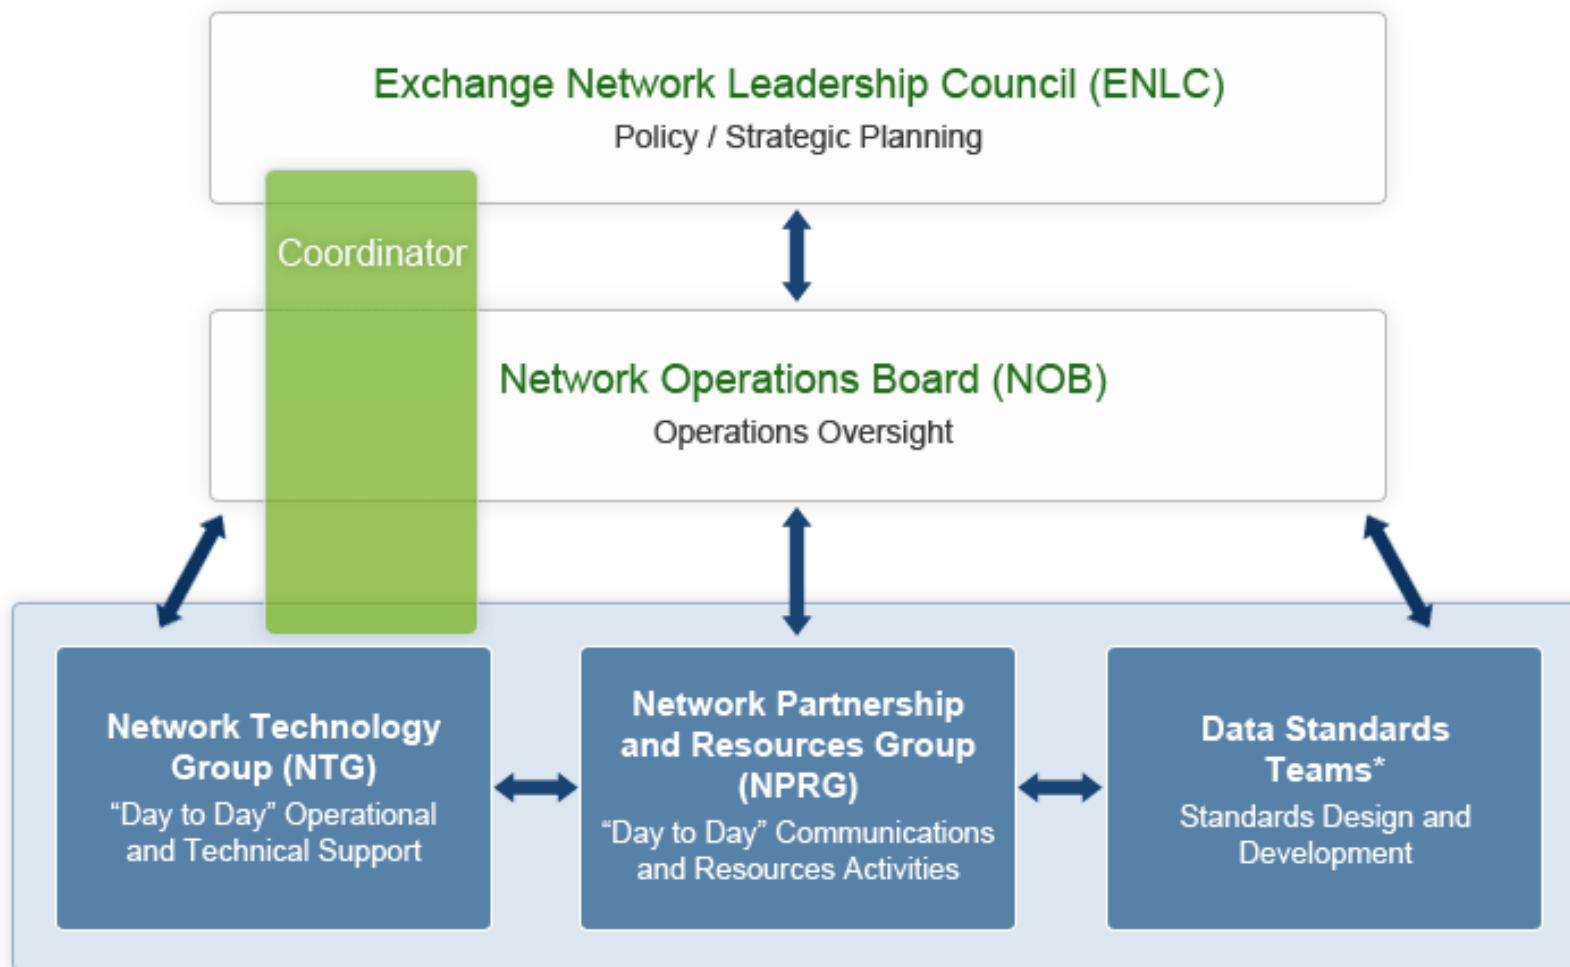 Exchange Network Leadership Council (ENLC)
Policy / Strategic Planning
Coordinator
Network Operations Board (NOB)
Operations Oversight
Network Technology
Group (NTG)
“Day to Day” Operational
and Technical Support
Network Partnership
and Resources Group
(NPRG)
“Day to Day” Communications
and Resources Activities
Data Standards
Teams*
Standards Design and
Development